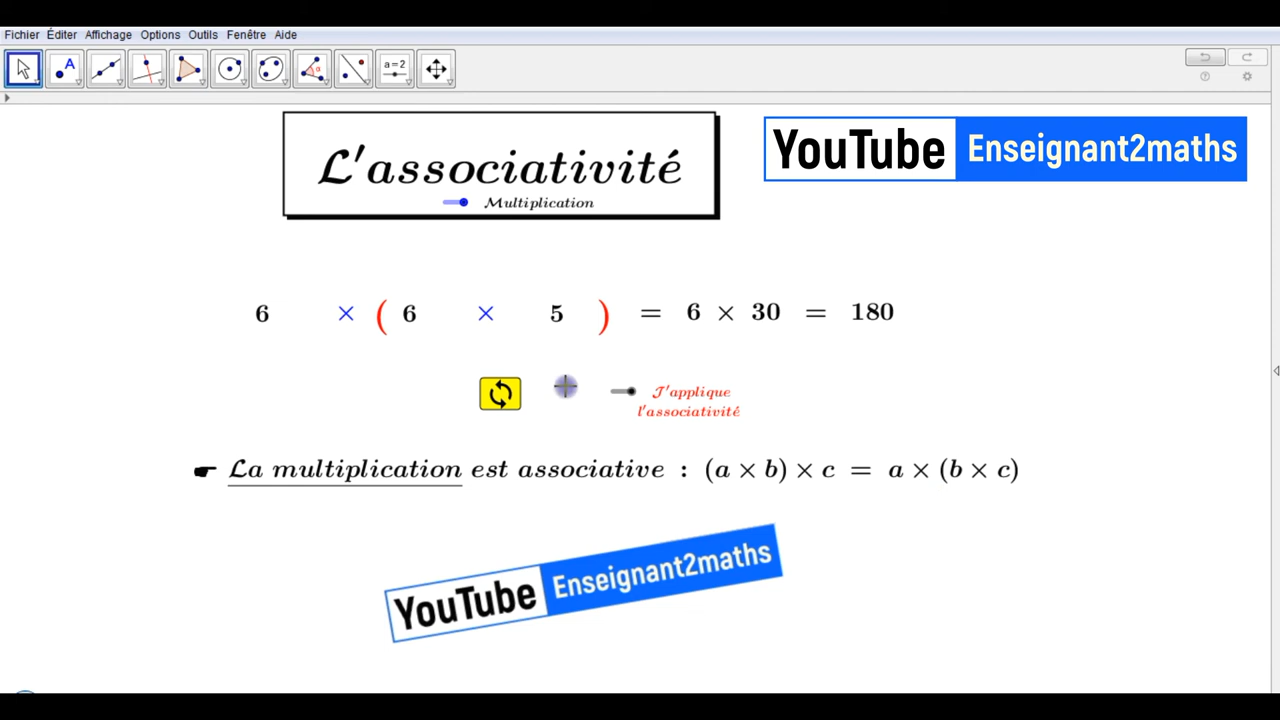 Fichier Éditer Affichage Options Outils Fenêtre Aide
A
α
a=2
L'associativité
Multiplication
YouTube Enseignant2maths
6 × ( 6 × 5 ) = 6 × 30 = 180
J'applique
l'associativité
☛ La multiplication est associative : (a × b) × c = a × (b × c)
YouTube Enseignant2maths